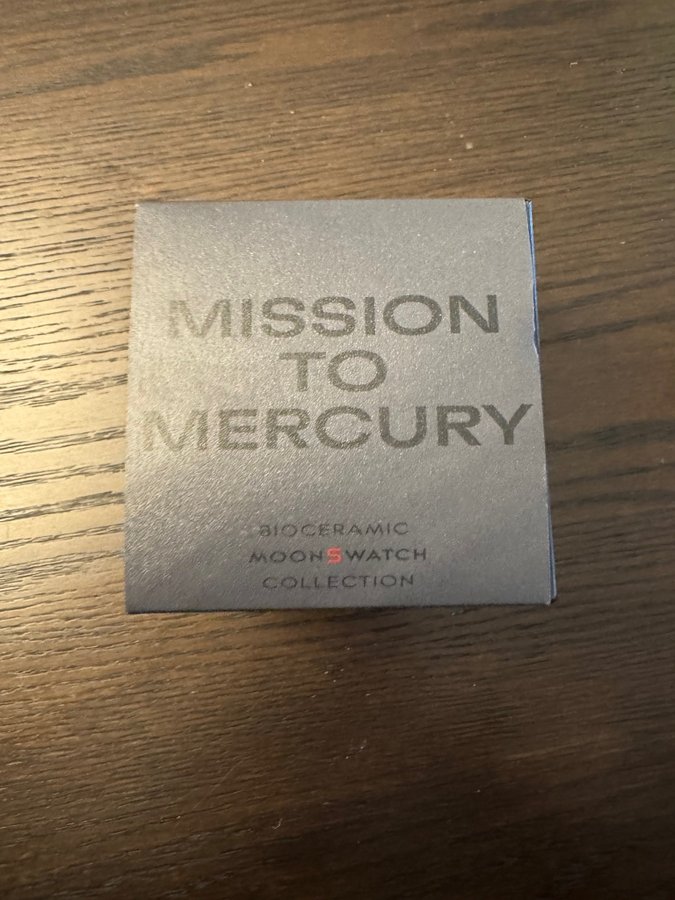 MISSION
TO
MERCURY
BIOCERAMIC
MOONSWATCH
COLLECTION